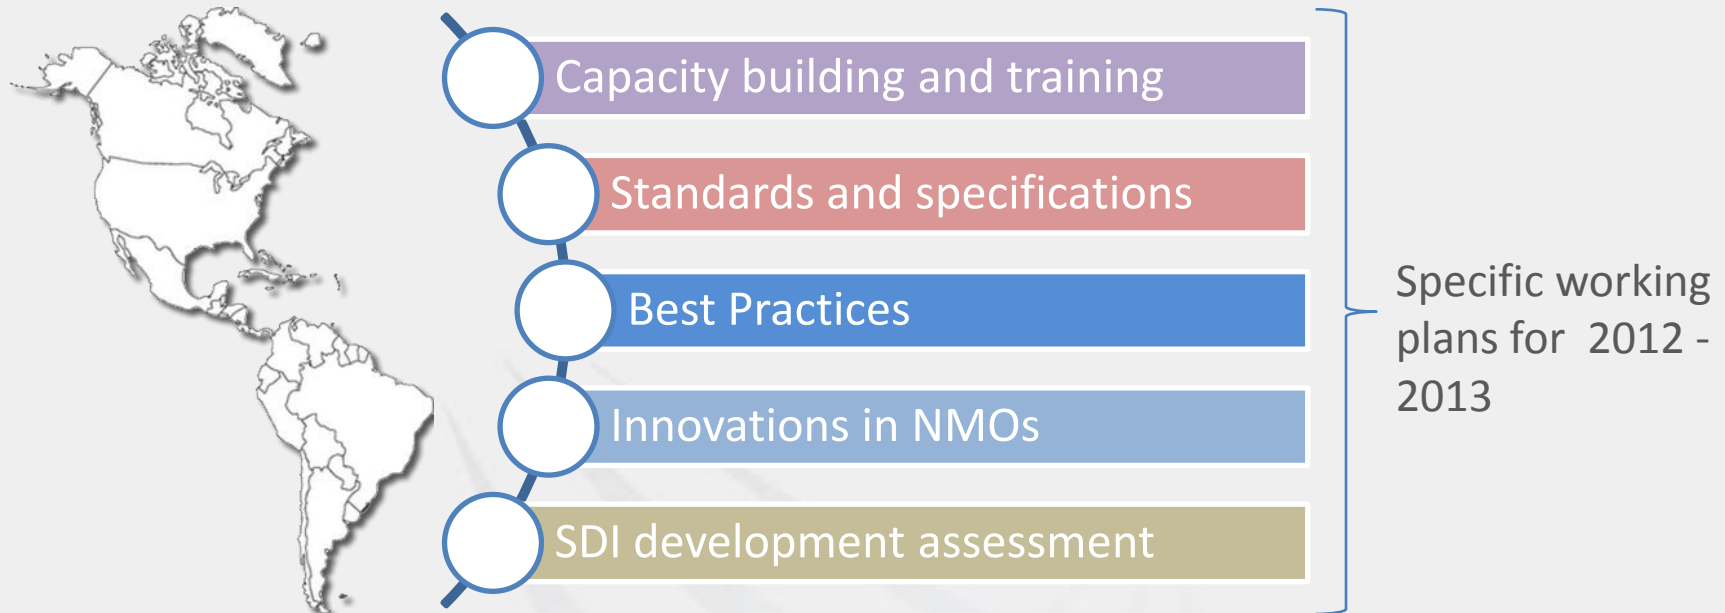 Capacity building and training
Standards and specifications
Best Practices
Innovations in NMOs
SDI development assessment
Specific working
plans for 2012 -
2013